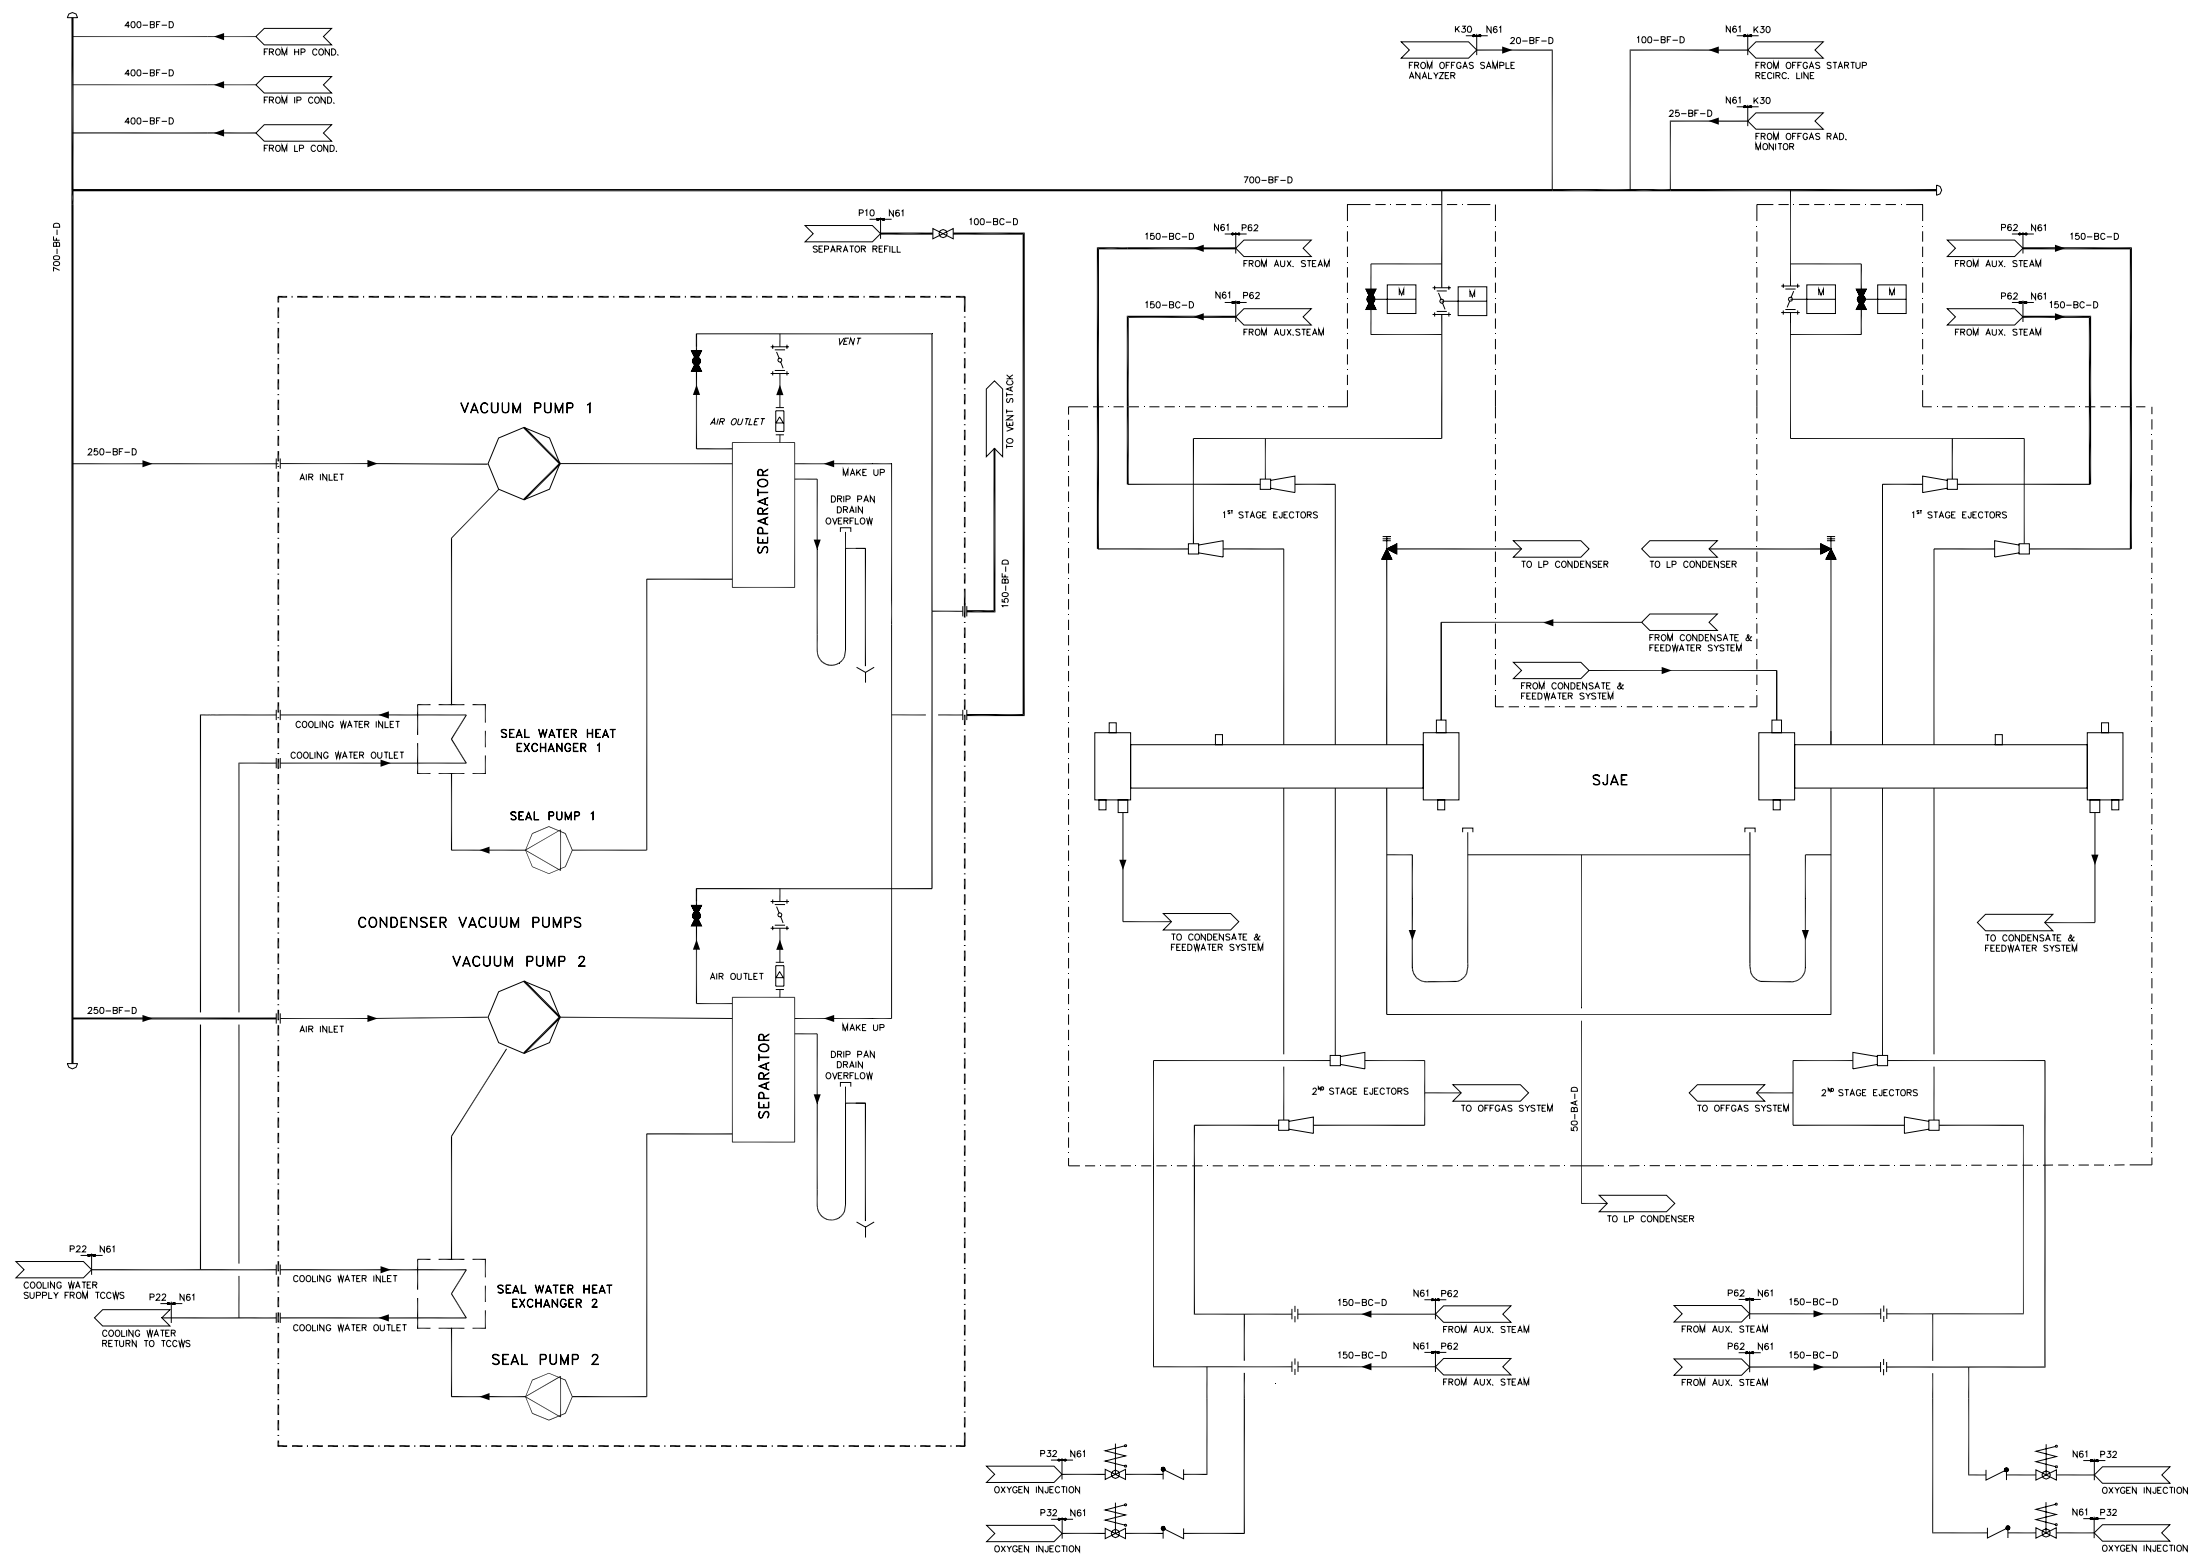 400-BF-D
FROM HP COND.
400-BF-D
FROM IP COND.
400-BF-D
FROM LP COND.
700-BF-D
K30 N61
20-BF-D
FROM OFFGAS SAMPLE
ANALYZER
100-BF-D
N61 K30
FROM OFFGAS STARTUP
RECIRC. LINE
25-BF-D
N61 K30
FROM OFFGAS RAD.
MONITOR
700-BF-D
P10 N61
100-BC-D
SEPARATOR REFILL
150-BC-D
N61 P62
FROM AUX. STEAM
150-BC-D
N61 P62
FROM AUX.STEAM
M
M
M
M
P62 N61
150-BC-D
FROM AUX. STEAM
P62 N61
150-BC-D
FROM AUX. STEAM
VENT
TO VENT STACK
VACUUM PUMP 1
AIR OUTLET
250-BF-D
AIR INLET
SEPARATOR
MAKE UP
DRIP PAN
DRAIN
OVERFLOW
150-BF-D
1ST STAGE EJECTORS
1ST STAGE EJECTORS
TO LP CONDENSER
TO LP CONDENSER
FROM CONDENSATE &
FEEDWATER SYSTEM
FROM CONDENSATE &
FEEDWATER SYSTEM
COOLING WATER INLET
COOLING WATER OUTLET
SEAL WATER HEAT
EXCHANGER 1
SEAL PUMP 1
SJAE
CONDENSER VACUUM PUMPS
VACUUM PUMP 2
AIR OUTLET
250-BF-D
AIR INLET
SEPARATOR
MAKE UP
DRIP PAN
DRAIN
OVERFLOW
TO CONDENSATE &
FEEDWATER SYSTEM
TO CONDENSATE &
FEEDWATER SYSTEM
2ND STAGE EJECTORS
TO OFFGAS SYSTEM
50-BA-D
TO OFFGAS SYSTEM
2ND STAGE EJECTORS
TO LP CONDENSER
P22 N61
COOLING WATER
SUPPLY FROM TCCWS
P22 N61
COOLING WATER
RETURN TO TCCWS
COOLING WATER INLET
COOLING WATER OUTLET
SEAL WATER HEAT
EXCHANGER 2
SEAL PUMP 2
150-BC-D
N61 P62
FROM AUX. STEAM
150-BC-D
N61 P62
FROM AUX. STEAM
P62 N61
150-BC-D
FROM AUX. STEAM
P62 N61
150-BC-D
FROM AUX. STEAM
P32 N61
OXYGEN INJECTION
P32 N61
OXYGEN INJECTION
N61 P32
OXYGEN INJECTION
N61 P32
OXYGEN INJECTION